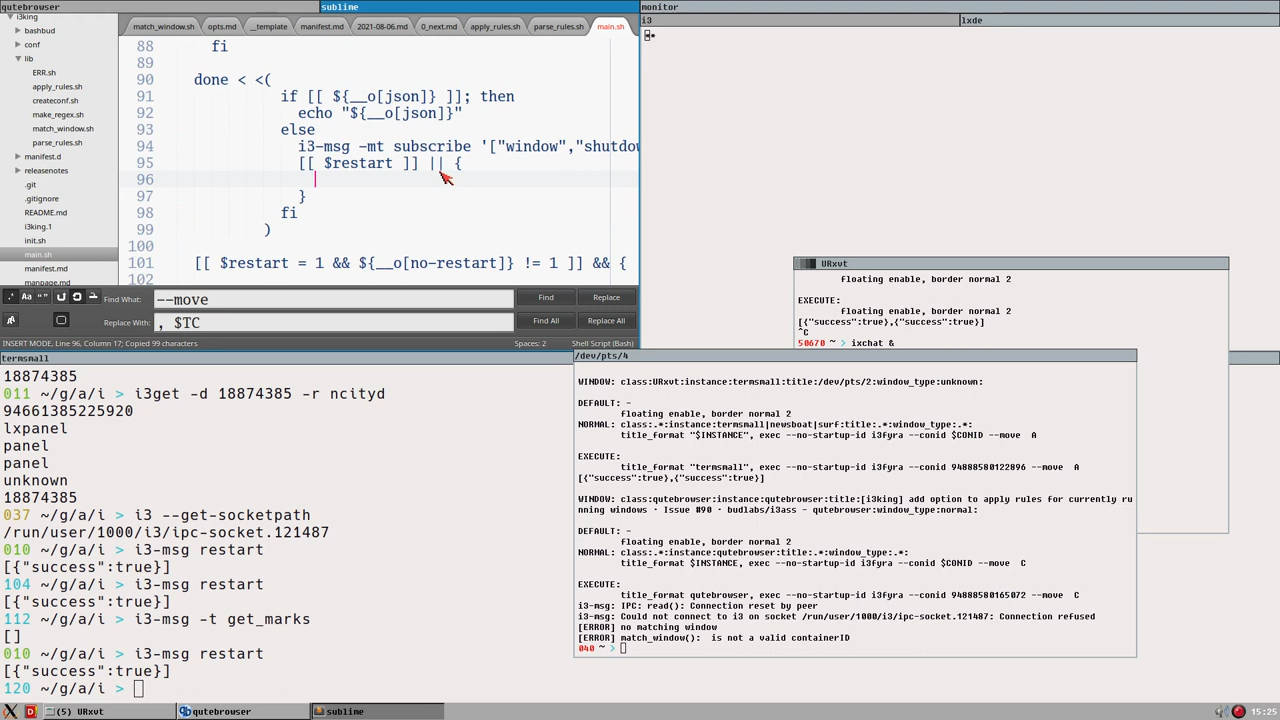 qutebrowser
sublime
monitor
i3
lxde
i3king
bashbud
conf
lib
ERR.sh
apply_rules.sh
createconf.sh
make_regex.sh
match_window.sh
parse_rules.sh
manifest.d
releasenotes
.git
.gitignore
README.md
i3king.1
init.sh
main.sh
manifest.md
manpage.md
match_window.sh opts.md __template manifest.md 2021-08-06.md 0_next.md apply_rules.sh parse_rules.sh main.sh
88 fi
89
90 done < <(
91 if [[ ${__o[json]} ]]; then
92 echo "${__o[json]}"
93 else
94 i3-msg -mt subscribe '["window","shutdow
95 [[ $restart ]] || {
96
97 }
98 fi
99 )
100
101 [[ $restart = 1 && ${__o[no-restart]} != 1 ]] && {
102
.* Aa “” Find What: --move Find Replace
Replace With: , $TC Find All Replace All
INSERT MODE, Line 96, Column 17; Copied 99 characters Spaces: 2 Shell Script (Bash)
URxvt
floating enable, border normal 2
EXECUTE:
floating enable, border normal 2
[{"success":true},{"success":true}]
^C
50670 ~ > ixchat &
termsmall
18874385
011 ~/g/a/i > i3get -d 18874385 -r ncityd
94661385225920
lxpanel
panel
panel
unknown
18874385
037 ~/g/a/i > i3 --get-socketpath
/run/user/1000/i3/ipc-socket.121487
010 ~/g/a/i > i3-msg restart
[{"success":true}]
104 ~/g/a/i > i3-msg restart
[{"success":true}]
112 ~/g/a/i > i3-msg -t get_marks
[]
010 ~/g/a/i > i3-msg restart
[{"success":true}]
120 ~/g/a/i >
/dev/pts/4
WINDOW: class:URxvt:instance:termsmall:title:/dev/pts/2:window_type:unknown:
DEFAULT: -
floating enable, border normal 2
NORMAL: class:.*:instance:termsmall|newsboat|surf:title:.*:window_type:.*:
title_format "$INSTANCE", exec --no-startup-id i3fyra --conid $CONID --move A
EXECUTE:
title_format "termsmall", exec --no-startup-id i3fyra --conid 94888580122896 --move A
[{"success":true},{"success":true}]
WINDOW: class:qutebrowser:instance:qutebrowser:title:[i3king] add option to apply rules for currently ru
nning windows · Issue #90 · budlabs/i3ass - qutebrowser:window_type:normal:
DEFAULT: -
floating enable, border normal 2
NORMAL: class:.*:instance:qutebrowser:title:.*:window_type:.*:
title_format $INSTANCE, exec --no-startup-id i3fyra --conid $CONID --move C
EXECUTE:
title_format qutebrowser, exec --no-startup-id i3fyra --conid 94888580165072 --move C
i3-msg: IPC: read(): Connection reset by peer
i3-msg: Could not connect to i3 on socket /run/user/1000/i3/ipc-socket.121487: Connection refused
[ERROR] no matching window
[ERROR] match_window():  is not a valid containerID
040 ~ >
(5) URxvt
qutebrowser
sublime
15:25